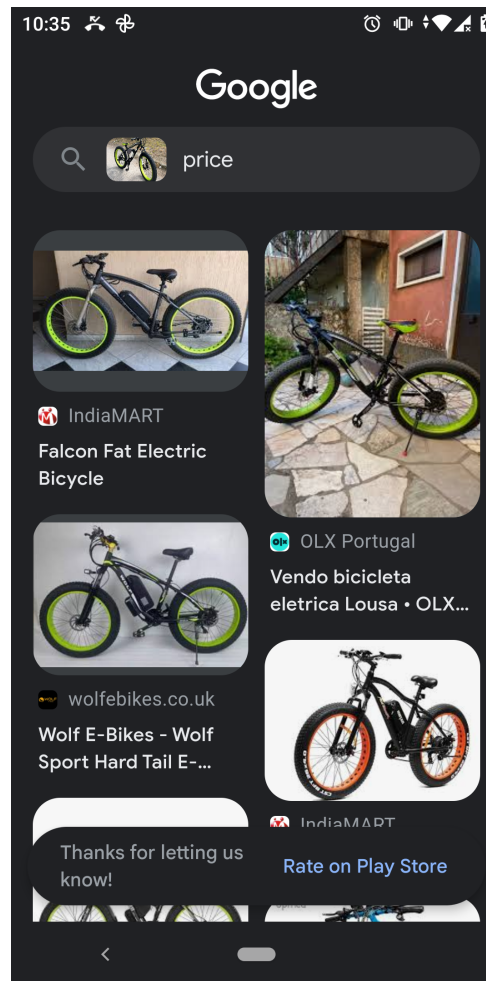 10:35
Google
price
IndiaMART
Falcon Fat Electric
Bicycle
OLX Portugal
Vendo bicicleta
eletrica Lousa • OLX...
wolfebikes.co.uk
Wolf E-Bikes - Wolf
Sport Hard Tail E-...
IndiaMART
Thanks for letting us
know!
Rate on Play Store